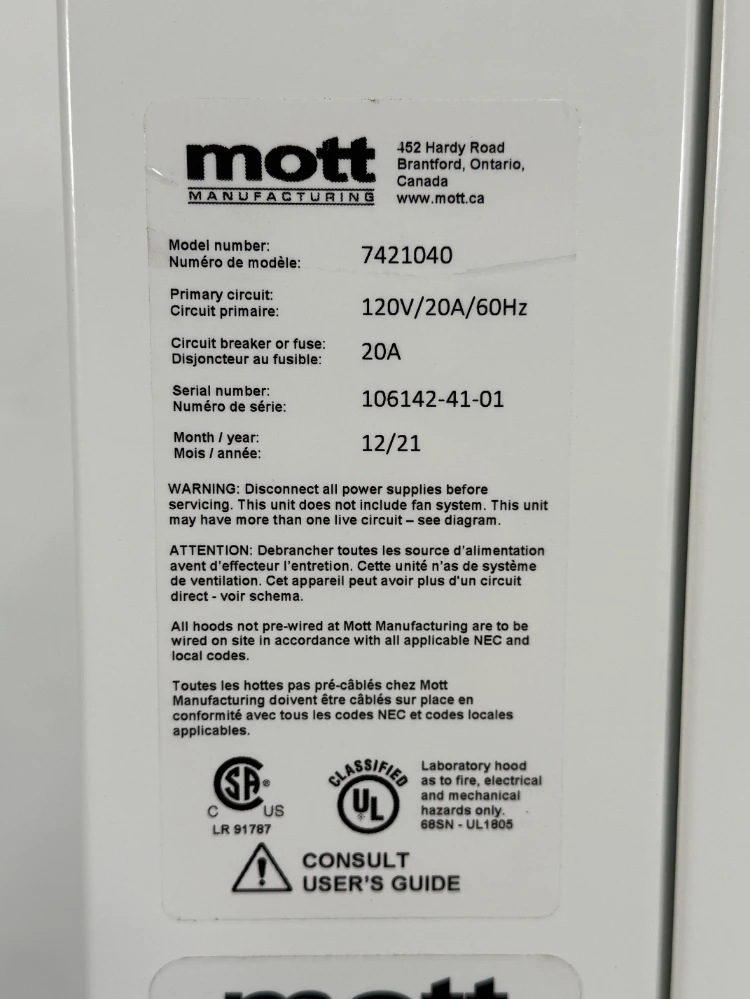 mott
MANUFACTURING
452 Hardy Road
Brantford, Ontario,
Canada
www.mott.ca
Model number:
Numéro de modèle:
7421040
Primary circuit:
Circuit primaire:
120V/20A/60Hz
Circuit breaker or fuse:
Disjoncteur au fusible:
20A
Serial number:
Numéro de série:
106142-41-01
Month / year:
Mois / année:
12/21
WARNING: Disconnect all power supplies before
servicing. This unit does not include fan system. This unit
may have more than one live circuit – see diagram.
ATTENTION: Debrancher toutes les source d'alimentation
avent d'effecteur l'entretion. Cette unité n'as de système
de ventilation. Cet appareil peut avoir plus d'un circuit
direct - voir schema.
All hoods not pre-wired at Mott Manufacturing are to be
wired on site in accordance with all applicable NEC and
local codes.
Toutes les hottes pas pré-câblés chez Mott
Manufacturing doivent être câblés sur place en
conformité avec tous les codes NEC et codes locales
applicables.
SA®
C US
LR 91787
CLASSIFIED
UL
Laboratory hood
as to fire, electrical
and mechanical
hazards only.
68SN - UL1805
! CONSULT
USER'S GUIDE
mott